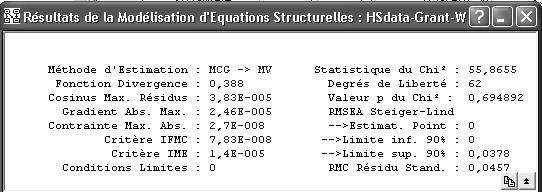 Résultats de la Modélisation d'Equations Structurelles : HSdata-Grant-W
Méthode d'Estimation : MCG -> MV
Fonction Divergence : 0,388
Cosinus Max. Résidus : 3,83E-005
Gradient Abs. Max. : 2,46E-005
Contrainte Max. Abs. : 2,7E-008
Critère IFMC : 7,83E-008
Critère IME : 1,4E-005
Conditions Limites : 0
Statistique du Chi² : 55,8655
Degrés de Liberté : 62
Valeur p du Chi² : 0,694892
RMSEA Steiger-Lind
-->Estimat. Point : 0
-->Limite inf. 90% : 0
-->Limite sup. 90% : 0,0378
RMC Résidu Stand. : 0,0457